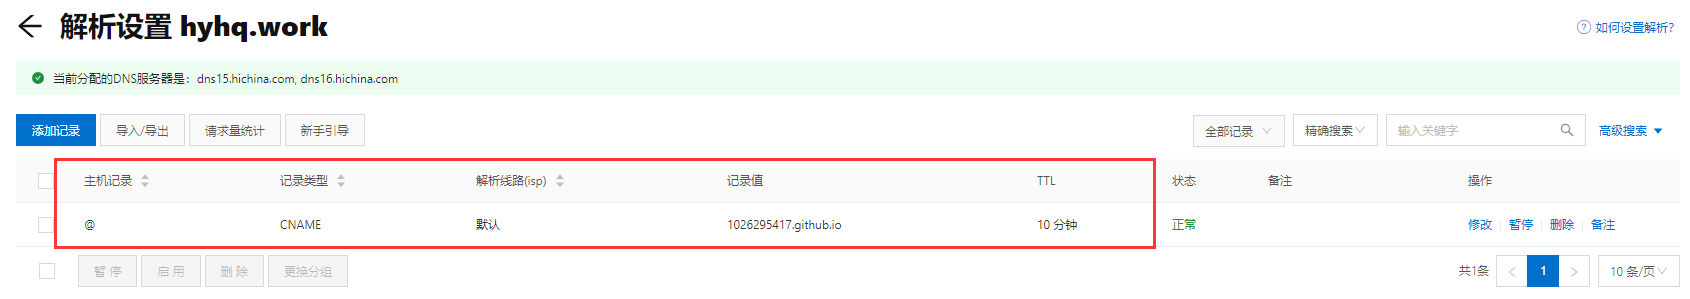 解析设置 hyhq.work
如何设置解析?
当前分配的DNS服务器是：dns15.hichina.com, dns16.hichina.com
添加记录 导入/导出 请求量统计 新手引导 全部记录 精确搜索 输入关键字 高级搜索
主机记录 记录类型 解析线路(isp) 记录值 TTL 状态 备注 操作
@ CNAME 默认 1026295417.github.io 10 分钟 正常 修改 暂停 删除 备注
暂停 启用 删除 更换分组 共1条 < 1 > 10 条/页